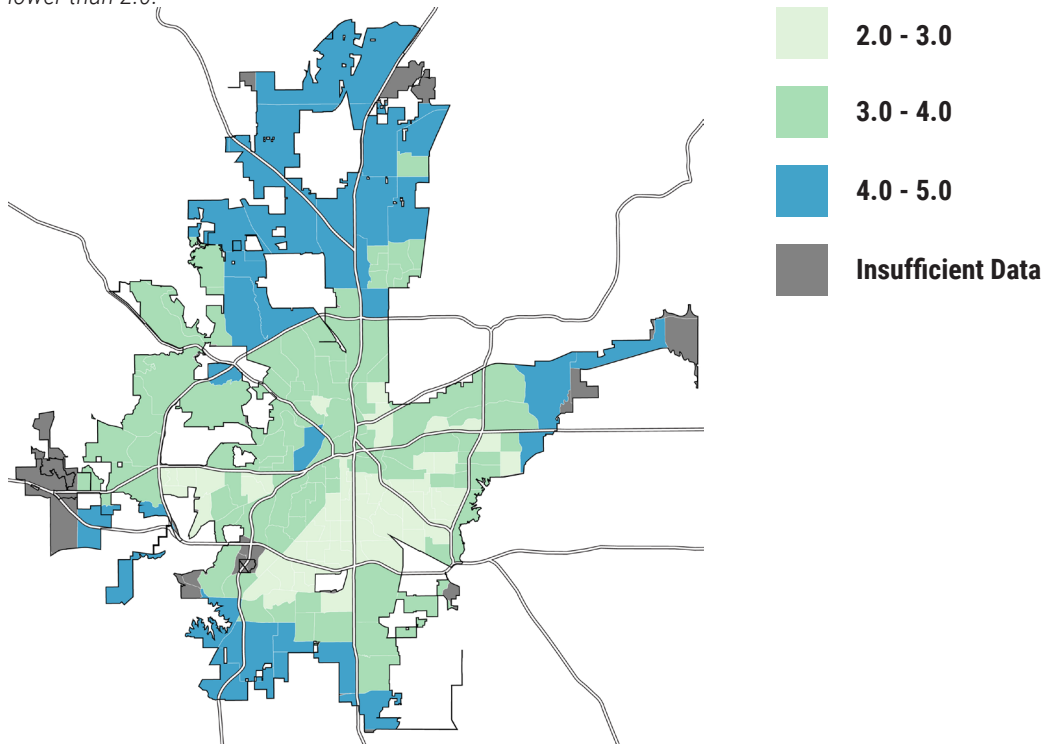 lower than 2.0.
2.0 - 3.0
3.0 - 4.0
4.0 - 5.0
Insufficient Data